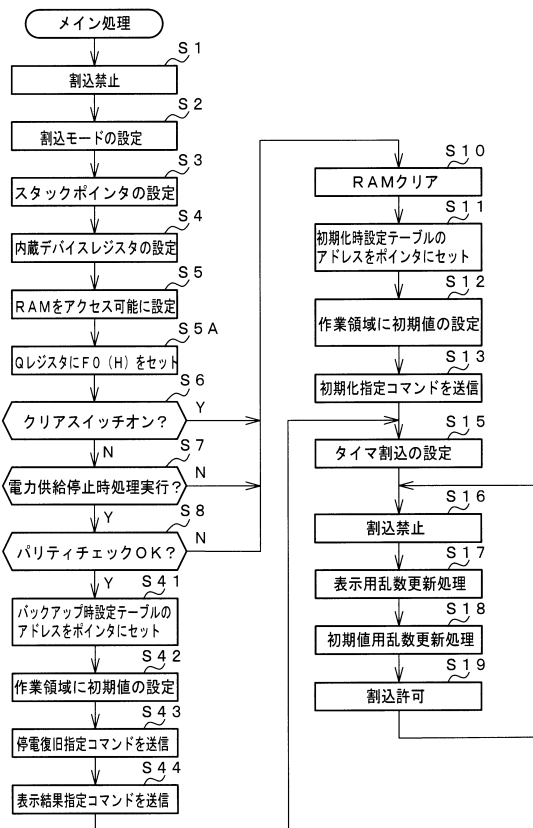 メイン処理
S1
割込禁止
S2
割込モードの設定
S3
スタックポインタの設定
S4
内蔵デバイスレジスタの設定
S5
RAMをアクセス可能に設定
S5A
QレジスタにF0(H)をセット
S6
クリアスイッチオン?
Y
N
S7
電力供給停止時処理実行?
N
Y
S8
パリティチェックOK?
N
Y
S41
バックアップ時設定テーブルの
アドレスをポインタにセット
S42
作業領域に初期値の設定
S43
停電復旧指定コマンドを送信
S44
表示結果指定コマンドを送信
S10
RAMクリア
S11
初期化時設定テーブルの
アドレスをポインタにセット
S12
作業領域に初期値の設定
S13
初期化指定コマンドを送信
S15
タイマ割込の設定
S16
割込禁止
S17
表示用乱数更新処理
S18
初期値用乱数更新処理
S19
割込許可